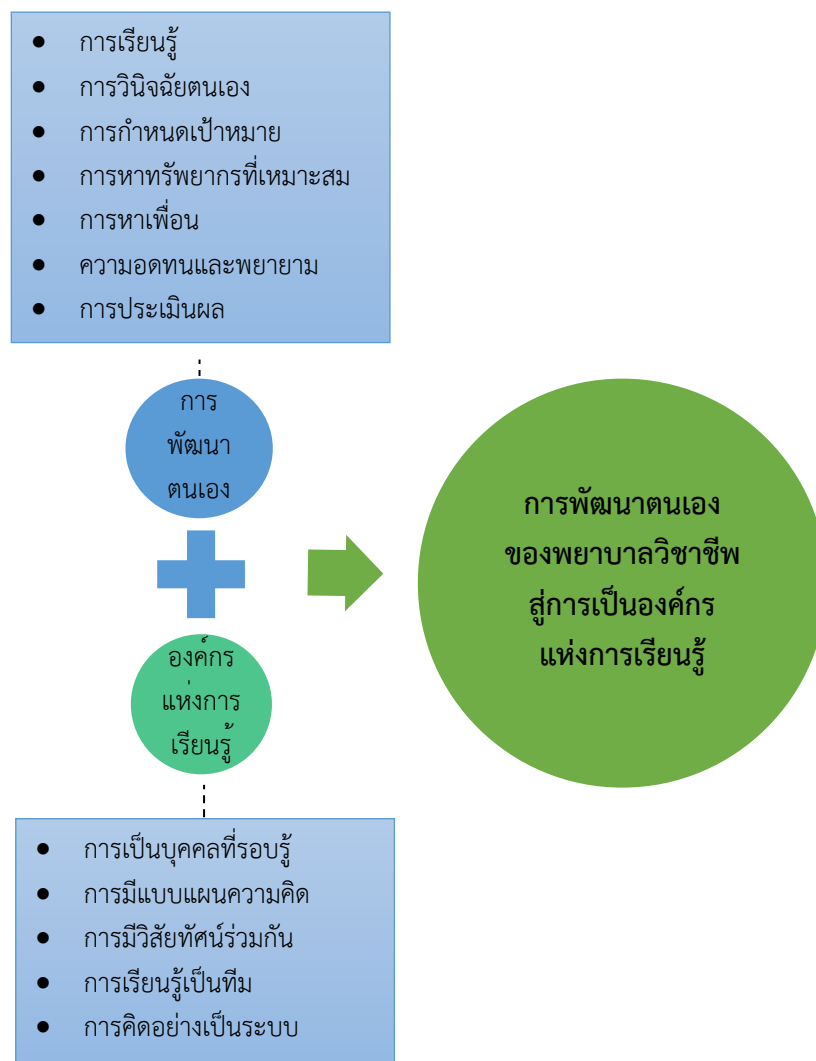 การเรียนรู้
การวินิจฉัยตนเอง
การกำหนดเป้าหมาย
การหาทรัพยากรที่เหมาะสม
การหาเพื่อน
ความอดทนและพยายาม
การประเมินผล
การ
พัฒนา
ตนเอง
องค์กร
แห่งการ
เรียนรู้
การพัฒนาตนเอง
ของพยาบาลวิชาชีพ
สู่การเป็นองค์กร
แห่งการเรียนรู้
การเป็นบุคคลที่รอบรู้
การมีแบบแผนความคิด
การมีวิสัยทัศน์ร่วมกัน
การเรียนรู้เป็นทีม
การคิดอย่างเป็นระบบ